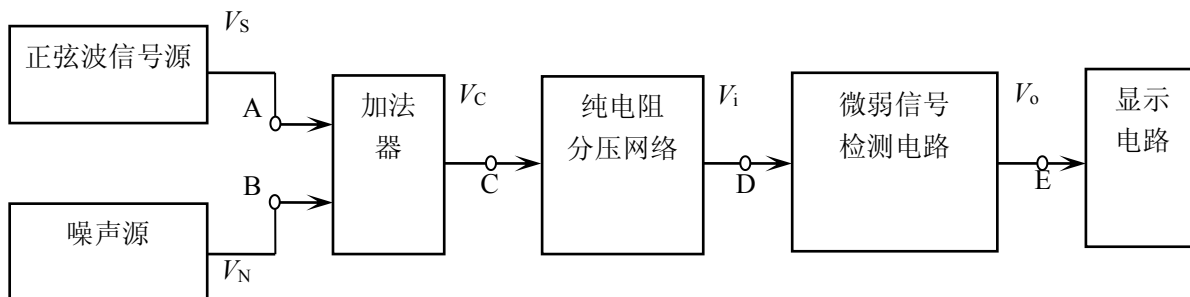 V_S
正弦波信号源
A
加法
器
V_C
C
纯电阻
分压网络
V_i
D
微弱信号
检测电路
V_o
E
显示
电路
B
噪声源
V_N